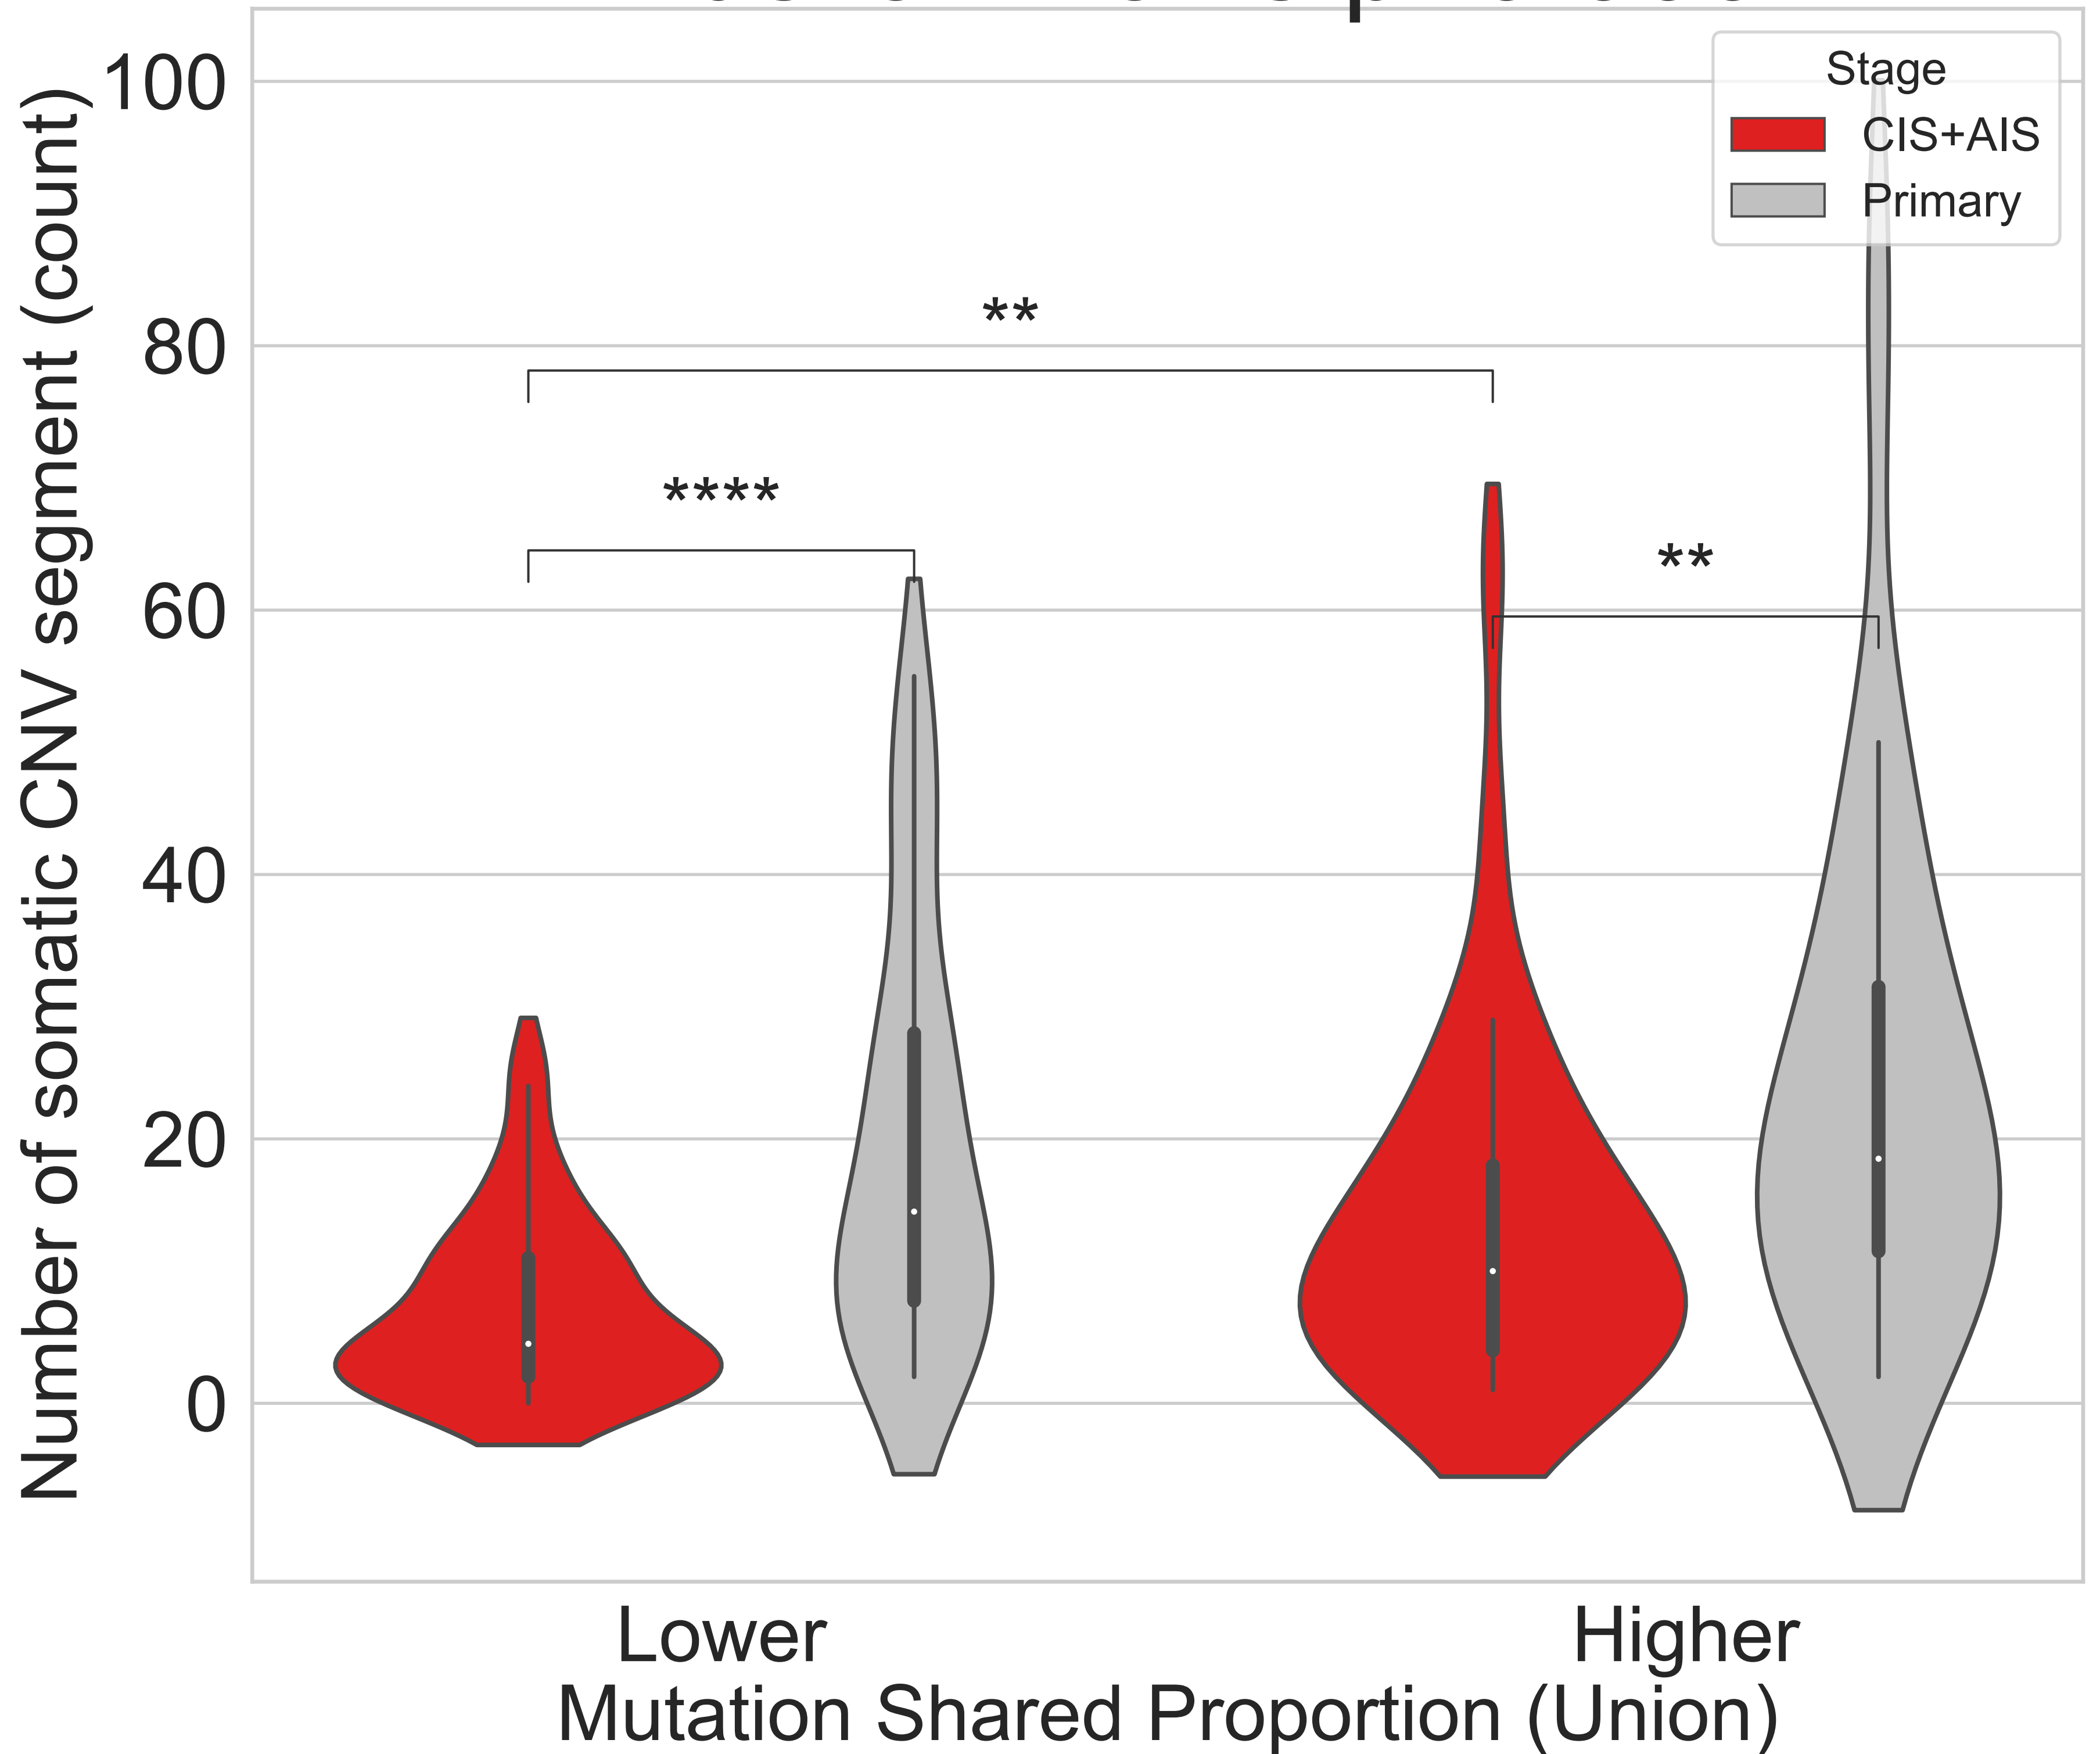 Stage
CIS+AIS
Primary
Number of somatic CNV segment (count)
100
80
60
40
20
0
**
****
**
Lower
Higher
Mutation Shared Proportion (Union)